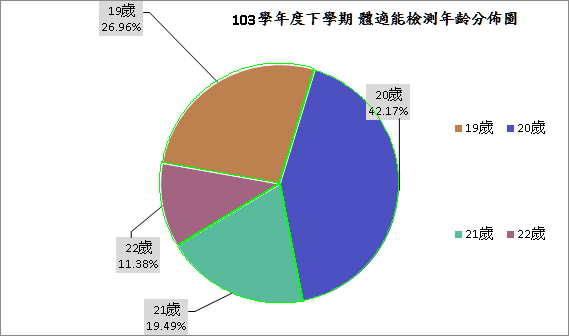 103學年度下學期 體適能檢測年齡分佈圖
19歲
26.96%
20歲
42.17%
22歲
11.38%
21歲
19.49%
19歲 20歲
21歲 22歲